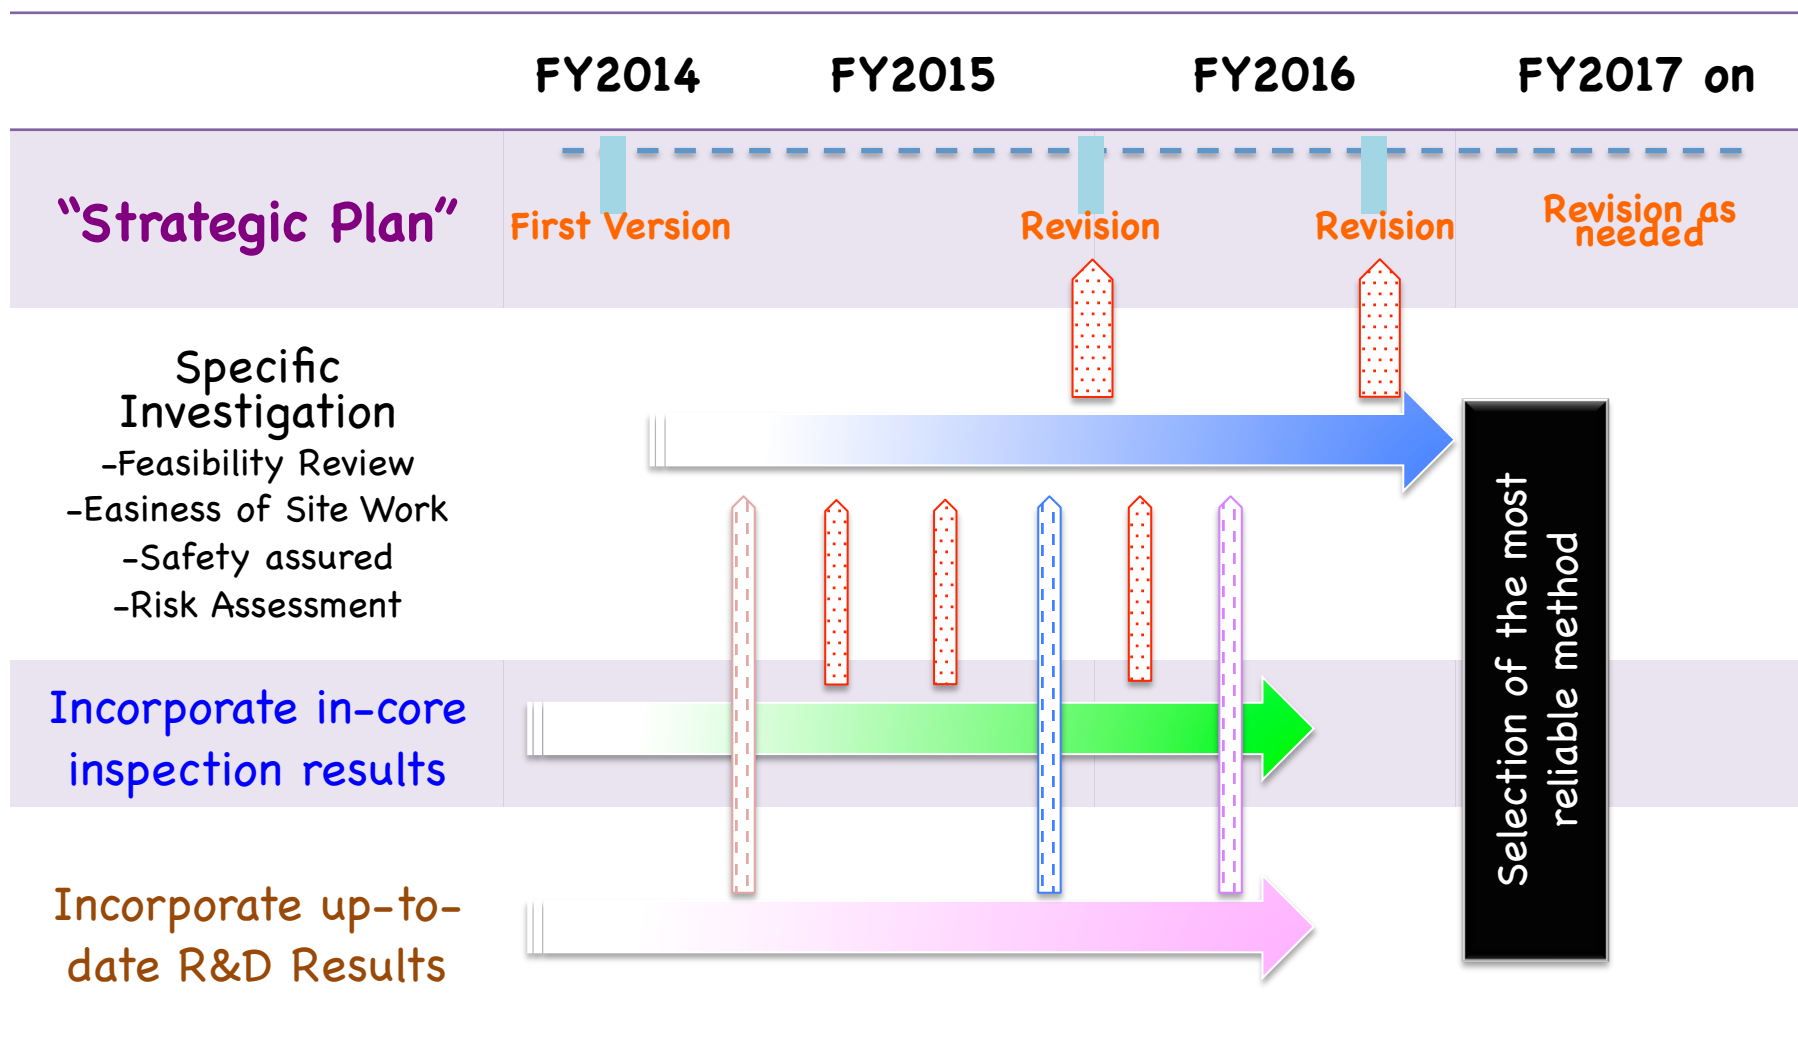 FY2014 FY2015 FY2016 FY2017 on
“Strategic Plan”
First Version
Revision
Revision
Revision as
needed
Specific
Investigation
-Feasibility Review
-Easiness of Site Work
-Safety assured
-Risk Assessment
Incorporate in-core
inspection results
Incorporate up-to-
date R&D Results
Selection of the most
reliable method